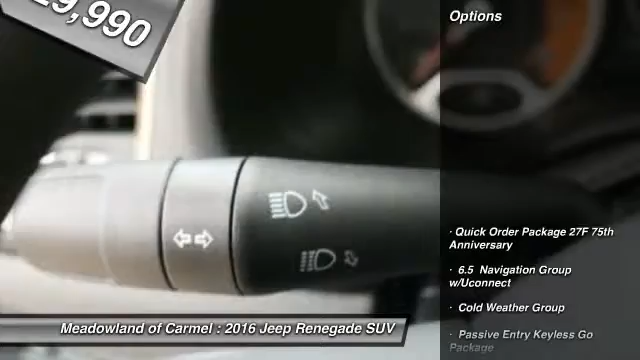 9,990
Options
· Quick Order Package 27F 75th
Anniversary
· 6.5 Navigation Group
w/Uconnect
· Cold Weather Group
· Passive Entry Keyless Go
Package
Meadowland of Carmel : 2016 Jeep Renegade SUV